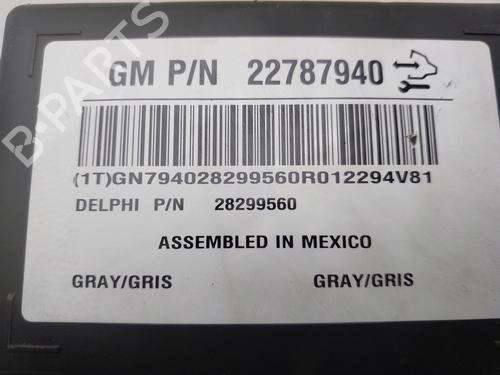 GM P/N 22787940
(1T)GN794028299560R012294V81
DELPHI P/N 28299560
ASSEMBLED IN MEXICO
GRAY/GRIS GRAY/GRIS
B-PARTS